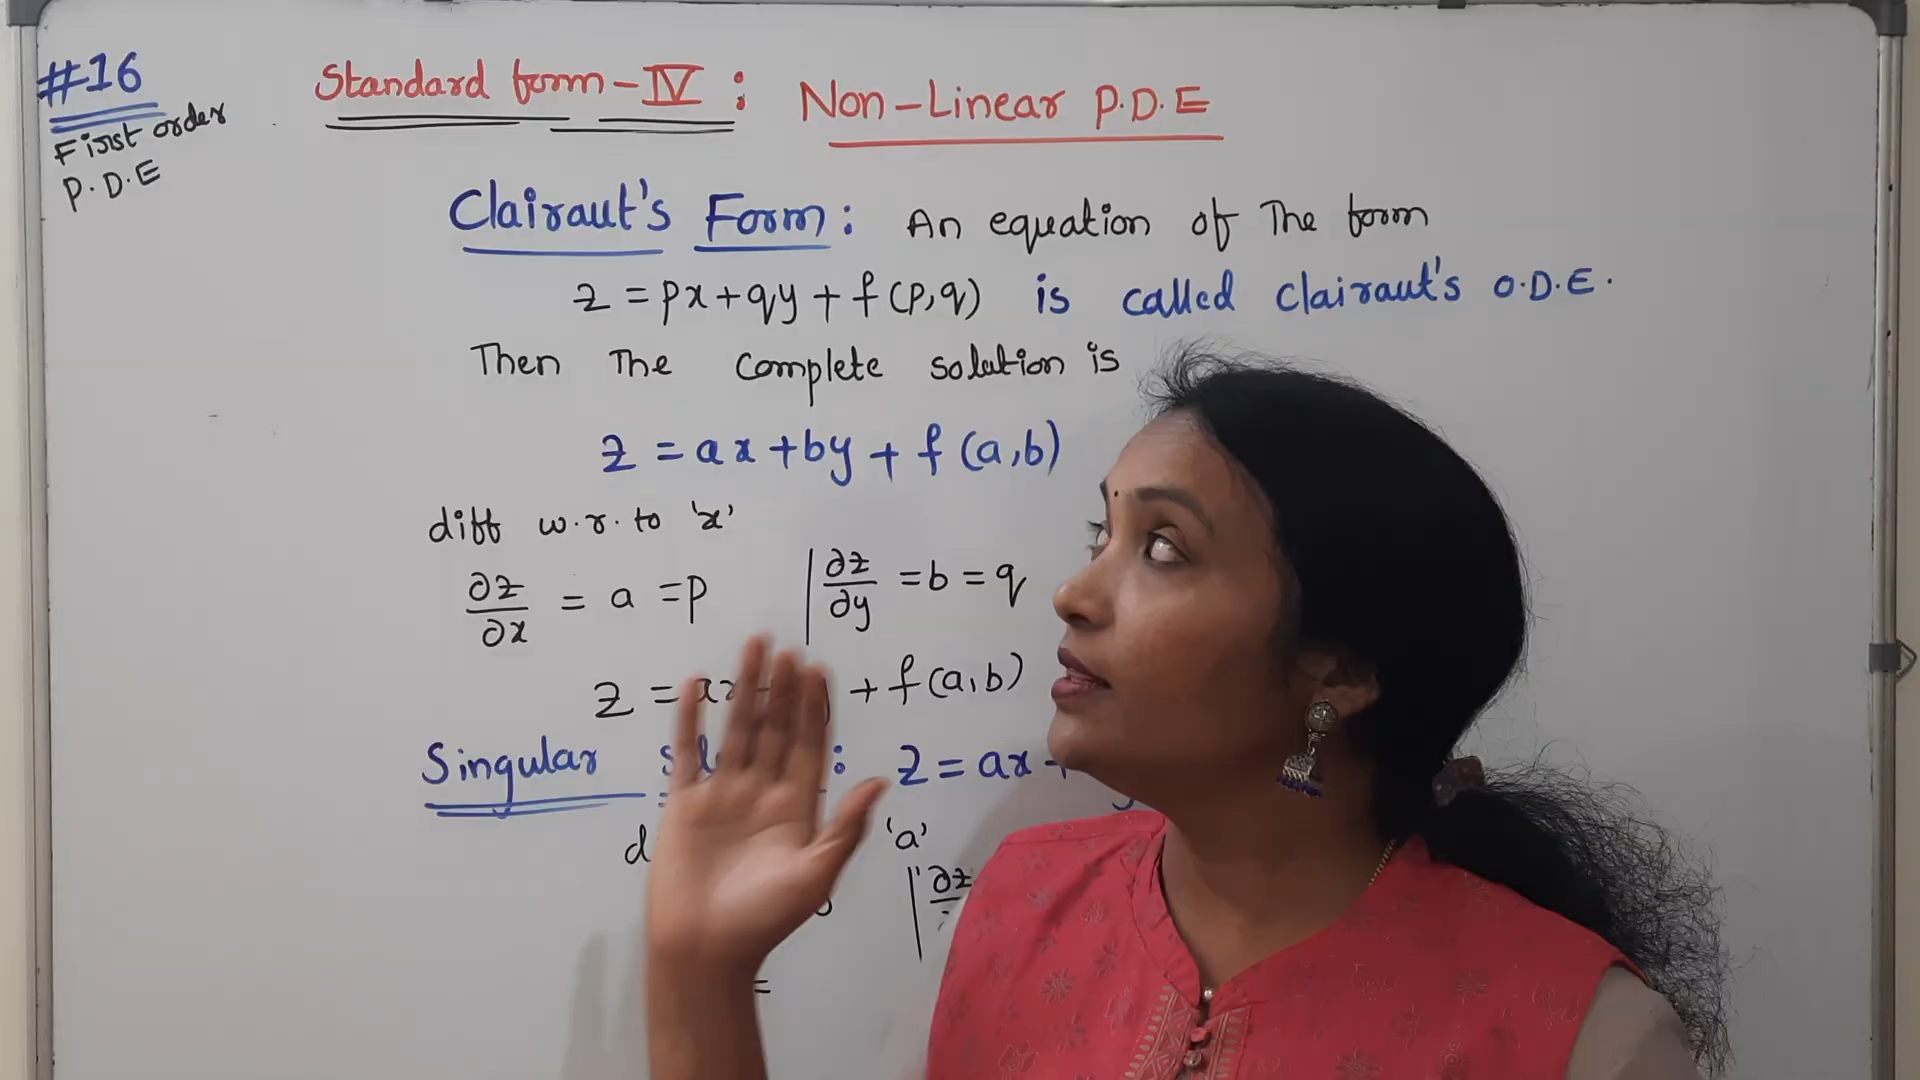 #16
First order
P.D.E
Standard form-IV : Non-Linear P.D.E
Clairaut's Form : An equation of The form
z = px + qy + f(p,q) is called Clairaut's O.D.E.
Then The complete solution is
z = ax + by + f(a,b)
diff w.r.to 'x'
∂z/∂x = a = p | ∂z/∂y = b = q
z = ax + f(a,b)
Singular : z = ax +
d 'a'
| ∂z
=